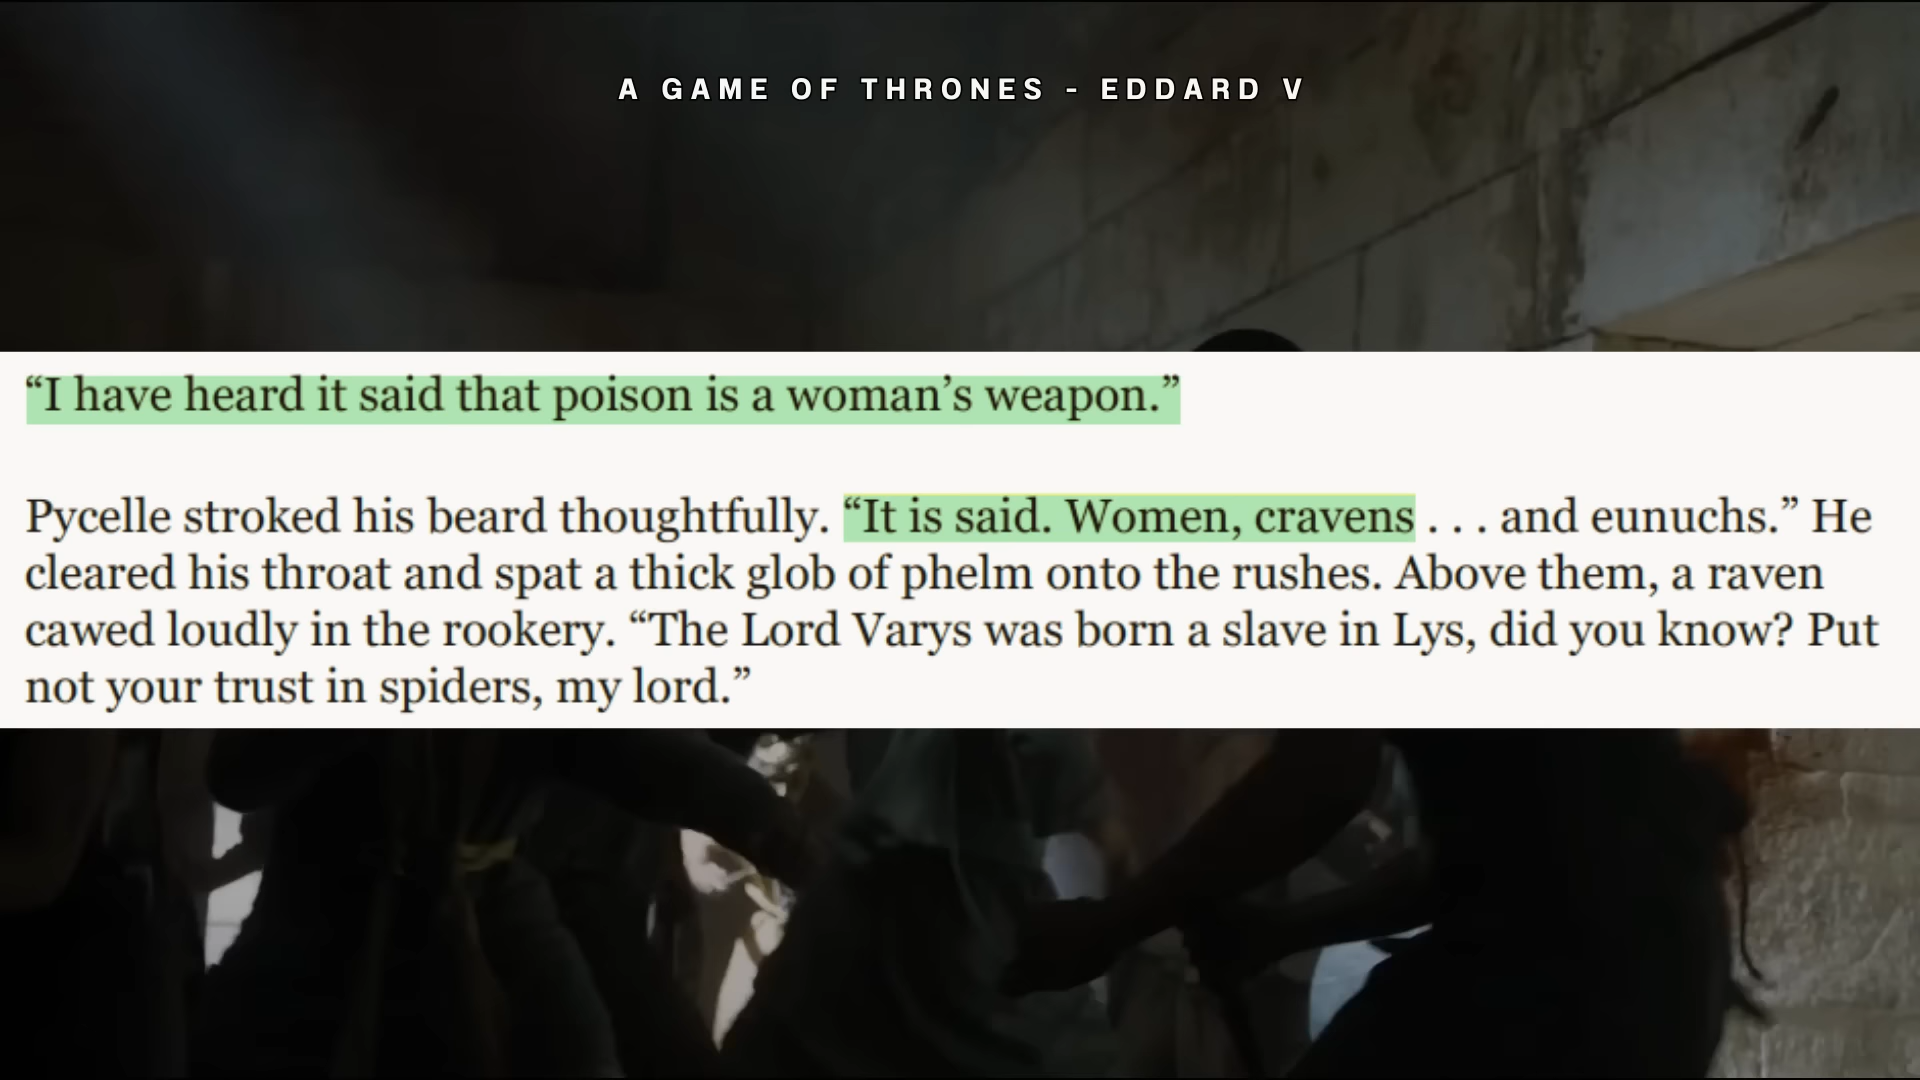 A GAME OF THRONES - EDDARD V
“I have heard it said that poison is a woman’s weapon.”
Pycelle stroked his beard thoughtfully. “It is said. Women, cravens . . . and eunuchs.” He
cleared his throat and spat a thick glob of phelm onto the rushes. Above them, a raven
cawed loudly in the rookery. “The Lord Varys was born a slave in Lys, did you know? Put
not your trust in spiders, my lord.”